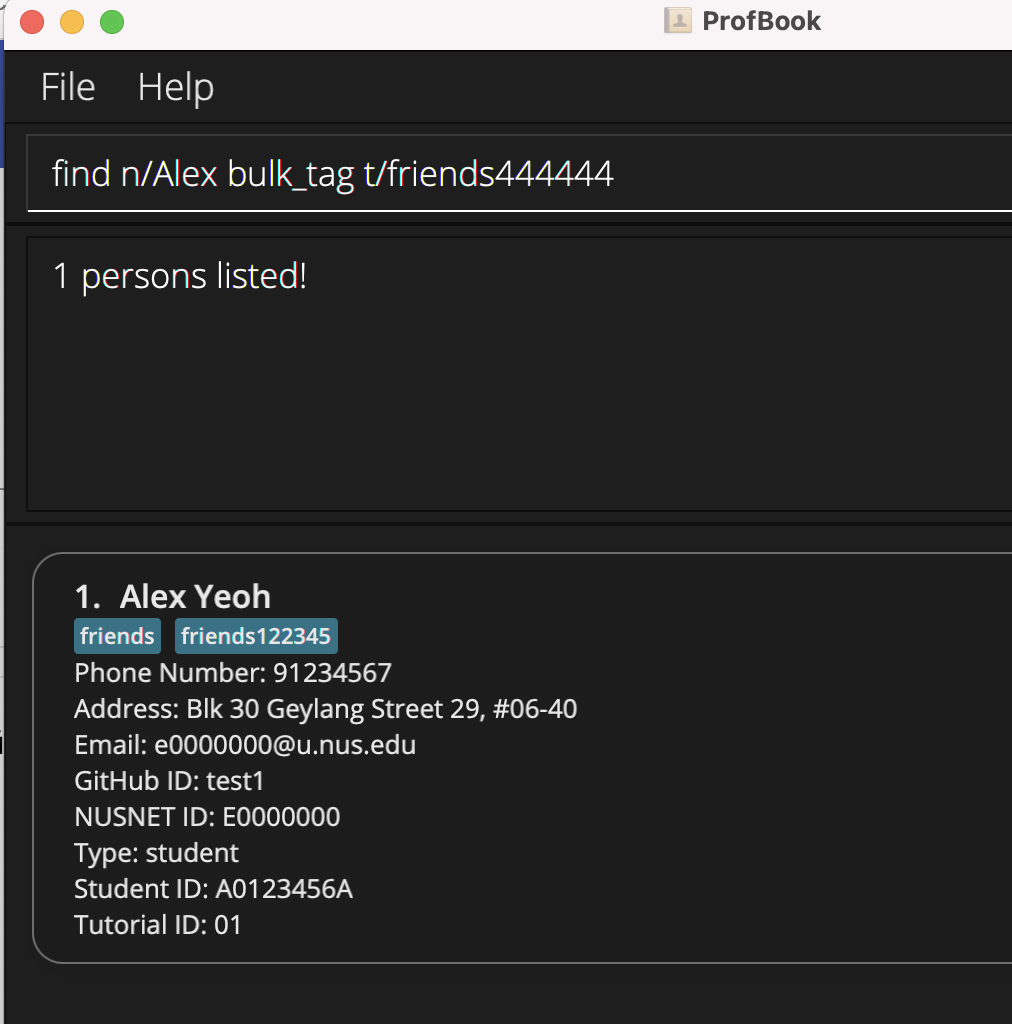 ProfBook
File Help
find n/Alex bulk_tag t/friends444444
1 persons listed!
1. Alex Yeoh
friends friends122345
Phone Number: 91234567
Address: Blk 30 Geylang Street 29, #06-40
Email: e0000000@u.nus.edu
GitHub ID: test1
NUSNET ID: E0000000
Type: student
Student ID: A0123456A
Tutorial ID: 01